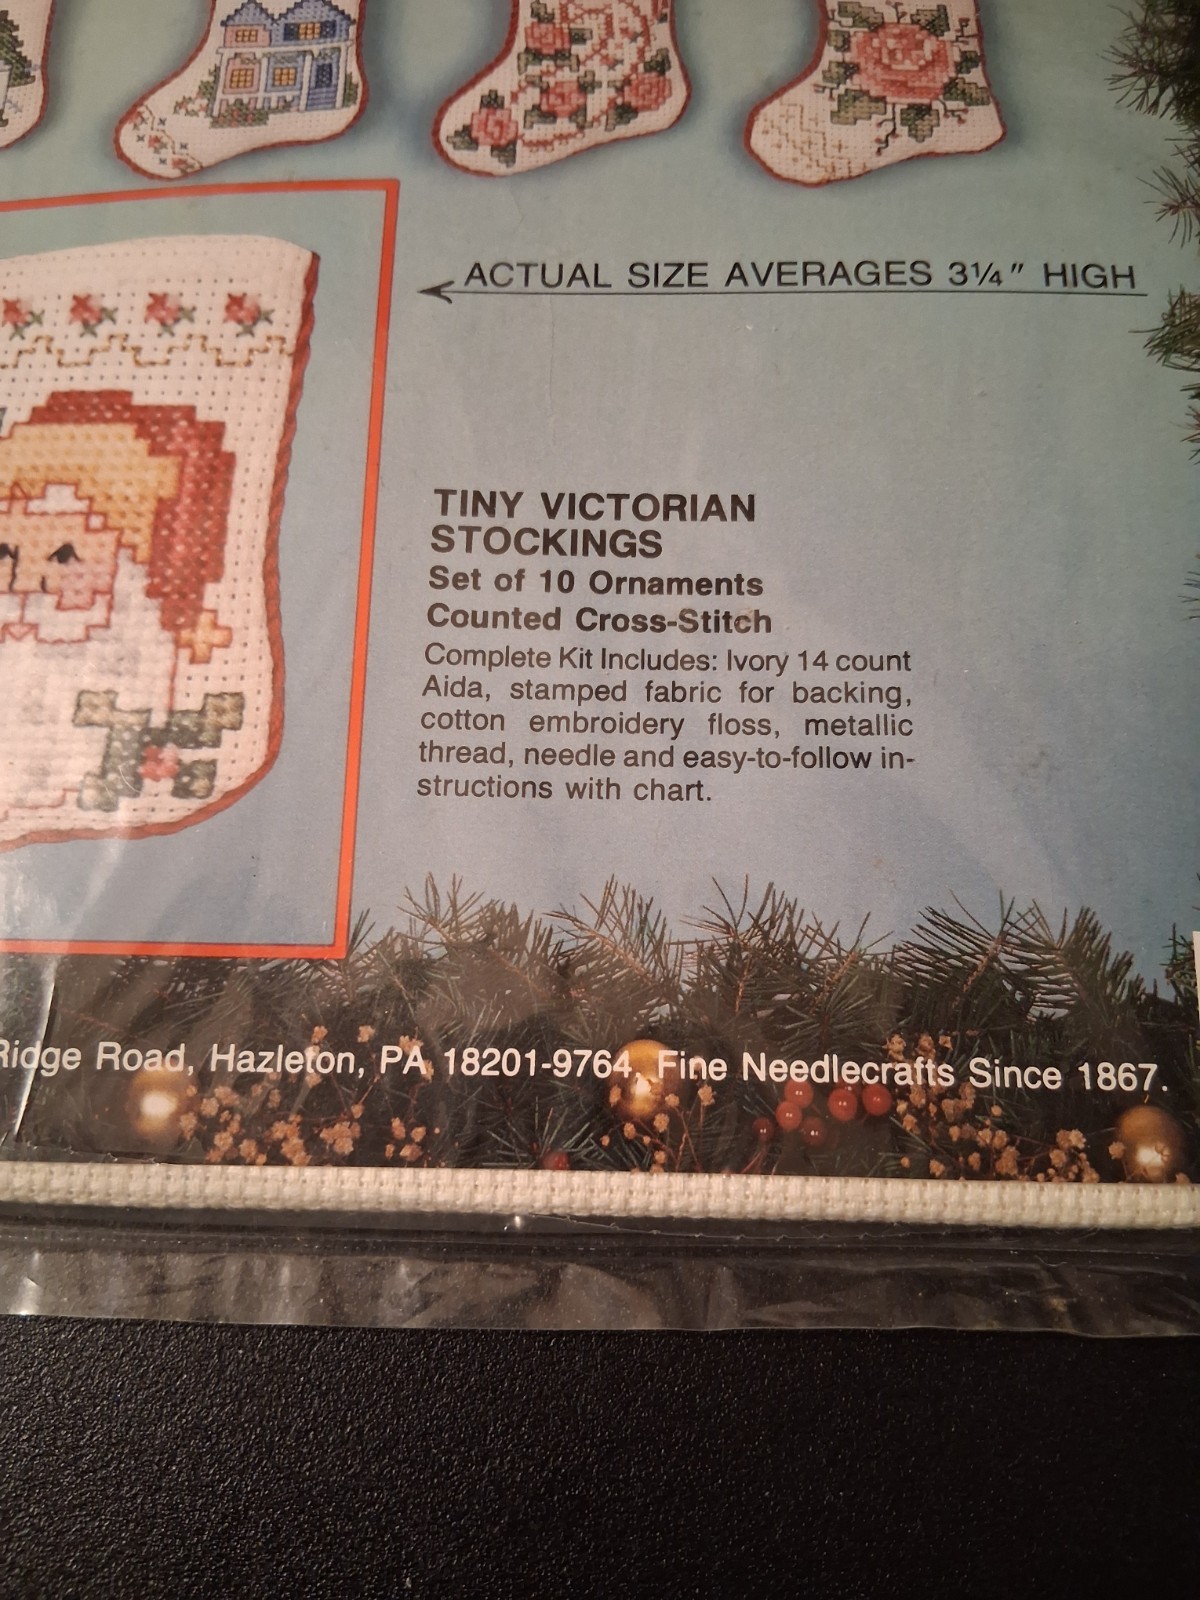 ACTUAL SIZE AVERAGES 3¼" HIGH
TINY VICTORIAN
STOCKINGS
Set of 10 Ornaments
Counted Cross-Stitch
Complete Kit Includes: Ivory 14 count
Aida, stamped fabric for backing,
cotton embroidery floss, metallic
thread, needle and easy-to-follow in-
structions with chart.
Ridge Road, Hazleton, PA 18201-9764. Fine Needlecrafts Since 1867.